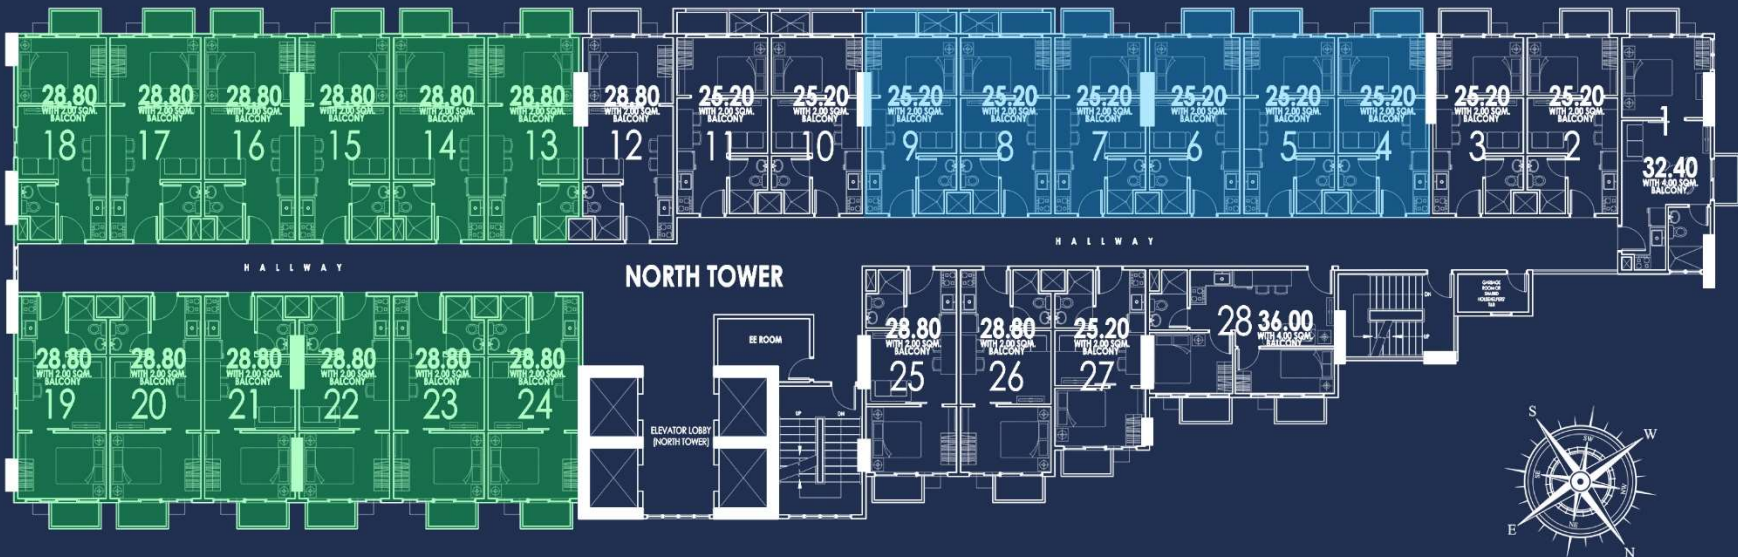 28.80
WITH 2.00 SQM.
BALCONY
18
28.80
WITH 2.00 SQM.
BALCONY
17
28.80
WITH 2.00 SQM.
BALCONY
16
28.80
WITH 2.00 SQM.
BALCONY
15
28.80
WITH 2.00 SQM.
BALCONY
14
28.80
WITH 2.00 SQM.
BALCONY
13
28.80
WITH 2.00 SQM.
BALCONY
12
25.20
WITH 2.00 SQM.
BALCONY
11
25.20
WITH 2.00 SQM.
BALCONY
10
25.20
WITH 2.00 SQM.
BALCONY
9
25.20
WITH 2.00 SQM.
BALCONY
8
25.20
WITH 2.00 SQM.
BALCONY
7
25.20
WITH 2.00 SQM.
BALCONY
6
25.20
WITH 2.00 SQM.
BALCONY
5
25.20
WITH 2.00 SQM.
BALCONY
4
25.20
WITH 2.00 SQM.
BALCONY
3
25.20
WITH 2.00 SQM.
BALCONY
2
1
32.40
WITH 4.00 SQM.
BALCONY
HALLWAY
HALLWAY
NORTH TOWER
28.80
WITH 2.00 SQM.
BALCONY
19
28.80
WITH 2.00 SQM.
BALCONY
20
28.80
WITH 2.00 SQM.
BALCONY
21
28.80
WITH 2.00 SQM.
BALCONY
22
28.80
WITH 2.00 SQM.
BALCONY
23
28.80
WITH 2.00 SQM.
BALCONY
24
EE ROOM
ELEVATOR LOBBY
(NORTH TOWER)
UP
DN
28.80
WITH 2.00 SQM.
BALCONY
25
28.80
WITH 2.00 SQM.
BALCONY
26
25.20
WITH 2.00 SQM.
BALCONY
27
28
36.00
WITH 4.00 SQM.
BALCONY
DN
UP
GARBAGE
ROOM OR
S
SW
W
SE
NW
E
NE
N